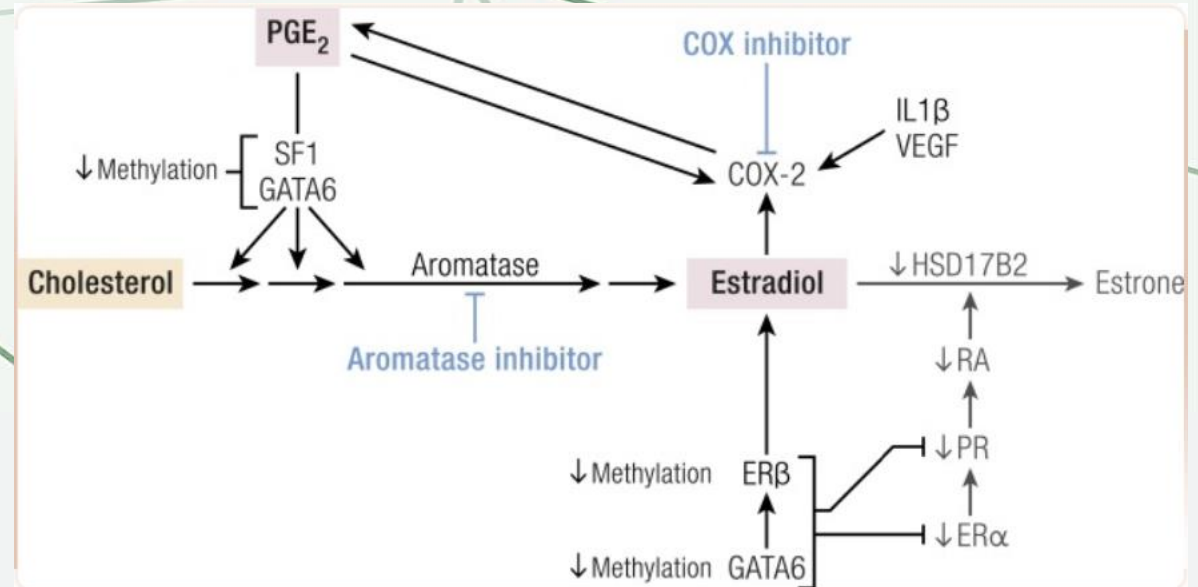 PGE₂
COX inhibitor
IL1β
VEGF
↓ Methylation
SF1
GATA6
COX-2
Cholesterol
Aromatase
Estradiol
↓ HSD17B2
Estrone
Aromatase inhibitor
↓ RA
↓ Methylation ERβ
↓ PR
↓ Methylation GATA6
↓ ERα